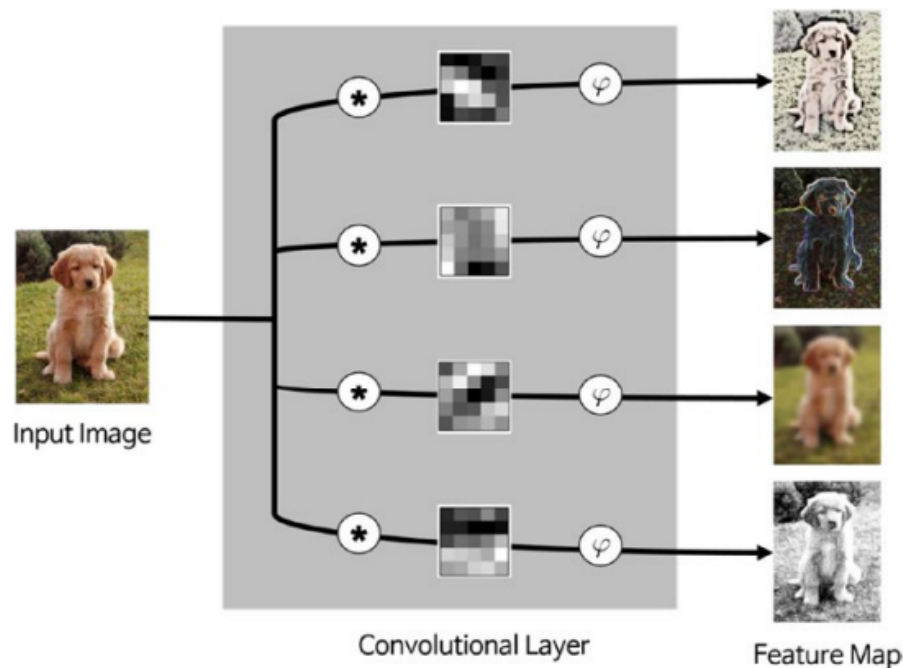 * φ
* φ
* φ
* φ
Input Image
Convolutional Layer
Feature Map